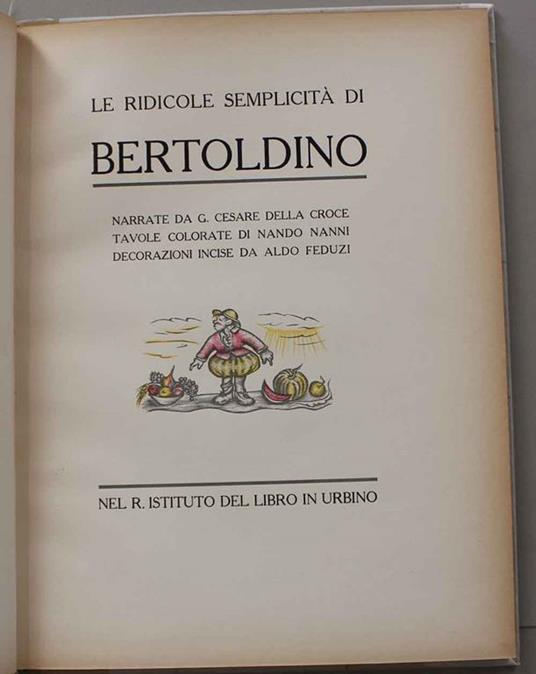 LE RIDICOLE SEMPLICITÀ DI
BERTOLDINO
NARRATE DA G. CESARE DELLA CROCE
TAVOLE COLORATE DI NANDO NANNI
DECORAZIONI INCISE DA ALDO FEDUZI
NEL R. ISTITUTO DEL LIBRO IN URBINO